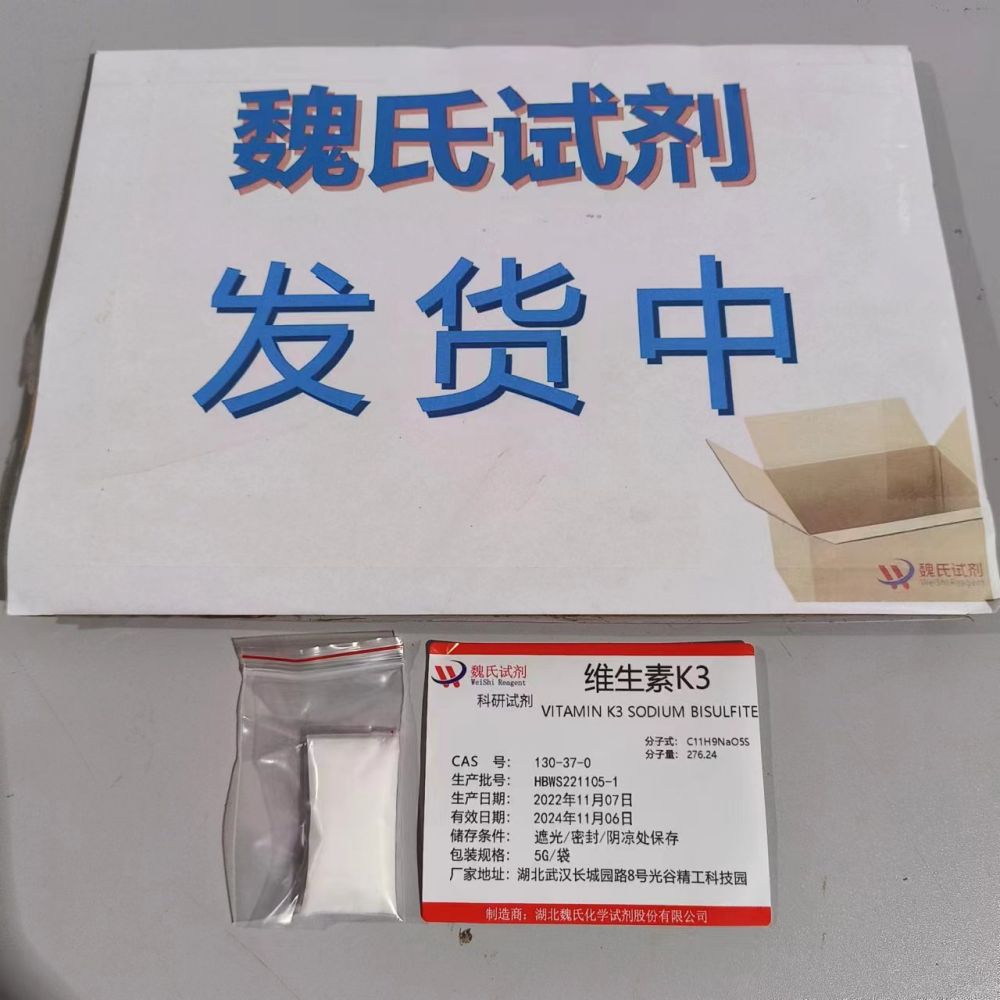 魏氏试剂
发货中
魏氏试剂
WeiShi Reagent
魏氏试剂
WeiShi Reagent
维生素K3
科研试剂
VITAMIN K3 SODIUM BISULFITE
分子式: C11H9NaO5S
分子量: 276.24
CAS 号: 130-37-0
生产批号: HBWS221105-1
生产日期: 2022年11月07日
有效日期: 2024年11月06日
储存条件: 遮光/密封/阴凉处保存
包装规格: 5G/袋
厂家地址: 湖北武汉长城园路8号光谷精工科技园
制造商: 湖北魏氏化学试剂股份有限公司